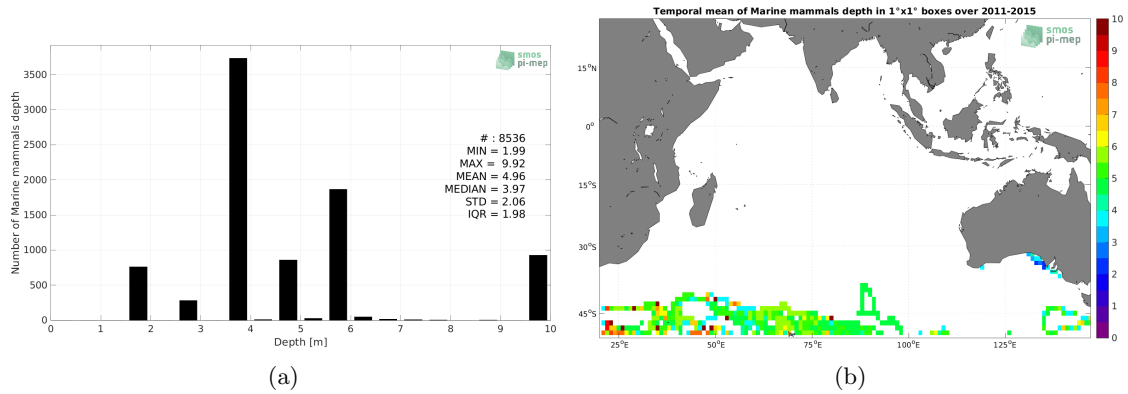 smos
pi-mep
Number of Marine mammals depth
3500
3000
2500
2000
1500
1000
500
0
# : 8536
MIN = 1.99
MAX = 9.92
MEAN = 4.96
MEDIAN = 3.97
STD = 2.06
IQR = 1.98
0 1 2 3 4 5 6 7 8 9 10
Depth [m]
(a)
Temporal mean of Marine mammals depth in 1°x1° boxes over 2011-2015
smos
pi-mep
15°N
0°
15°S
30°S
45°S
25°E 50°E 75°E 100°E 125°E
10
9
8
7
6
5
4
3
2
1
0
(b)